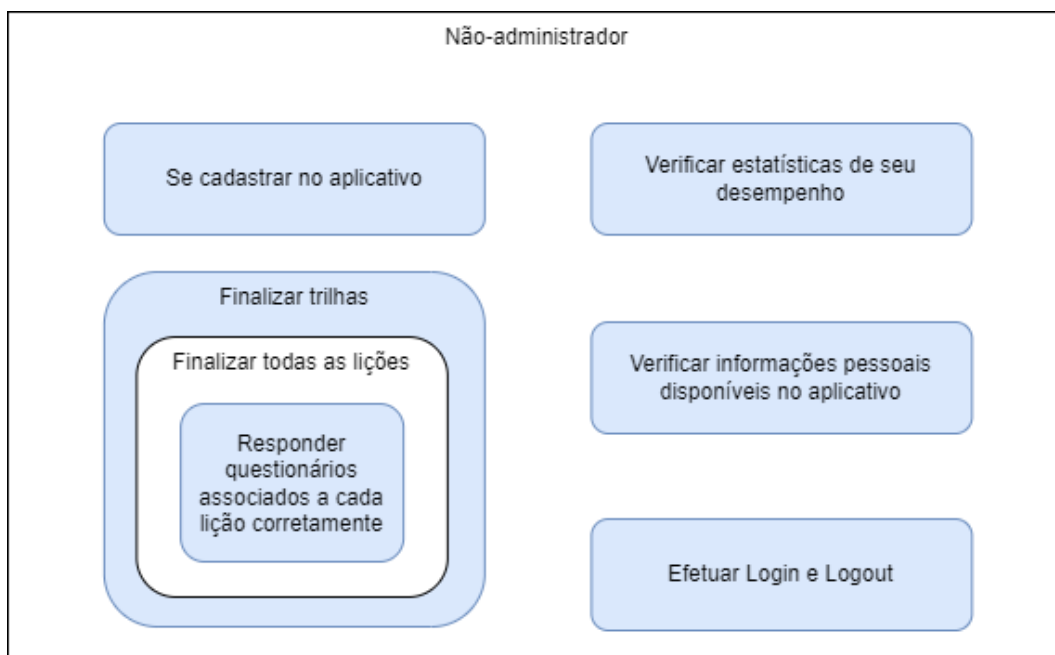 Não-administrador
Se cadastrar no aplicativo
Verificar estatísticas de seu
desempenho
Finalizar trilhas
Finalizar todas as lições
Responder
questionários
associados a cada
lição corretamente
Verificar informações pessoais
disponíveis no aplicativo
Efetuar Login e Logout